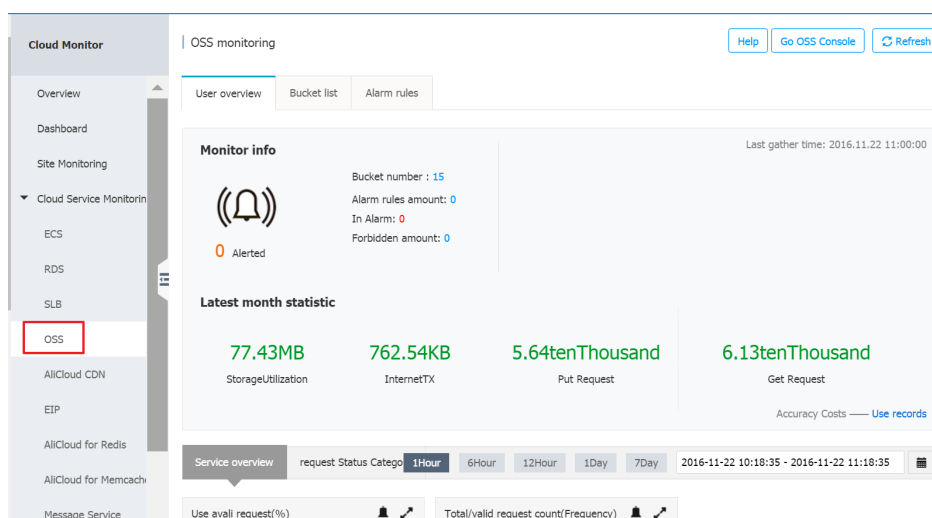 Cloud Monitor
OSS monitoring
Help
Go OSS Console
Refresh
Overview
Dashboard
Site Monitoring
Cloud Service Monitorin
ECS
RDS
SLB
OSS
AliCloud CDN
EIP
AliCloud for Redis
AliCloud for Memcach
Message Service
User overview
Bucket list
Alarm rules
Monitor info
Last gather time: 2016.11.22 11:00:00
Bucket number : 15
Alarm rules amount: 0
In Alarm: 0
Forbidden amount: 0
0 Alerted
Latest month statistic
77.43MB
StorageUtilization
762.54KB
InternetTX
5.64tenThousand
Put Request
6.13tenThousand
Get Request
Accuracy Costs —— Use records
Service overview
request Status Catego
1Hour
6Hour
12Hour
1Day
7Day
2016-11-22 10:18:35 - 2016-11-22 11:18:35
Use avali request(%)
Total/valid request count(Frequency)